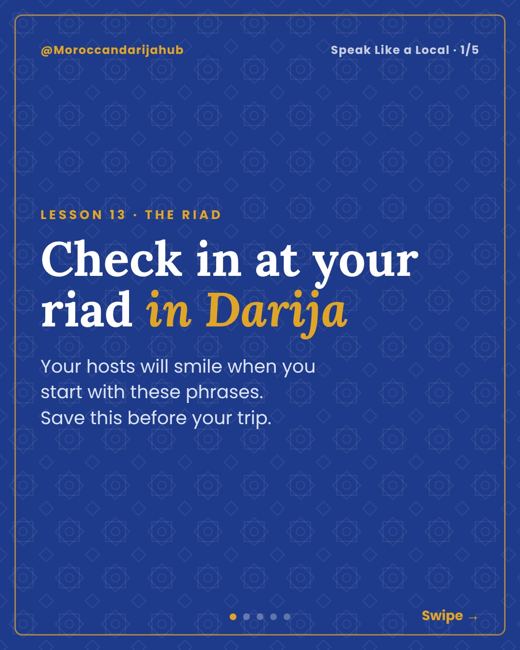 @Moroccandarijahub
Speak Like a Local · 1/5
LESSON 13 · THE RIAD
Check in at your
riad in Darija
Your hosts will smile when you
start with these phrases.
Save this before your trip.
Swipe →